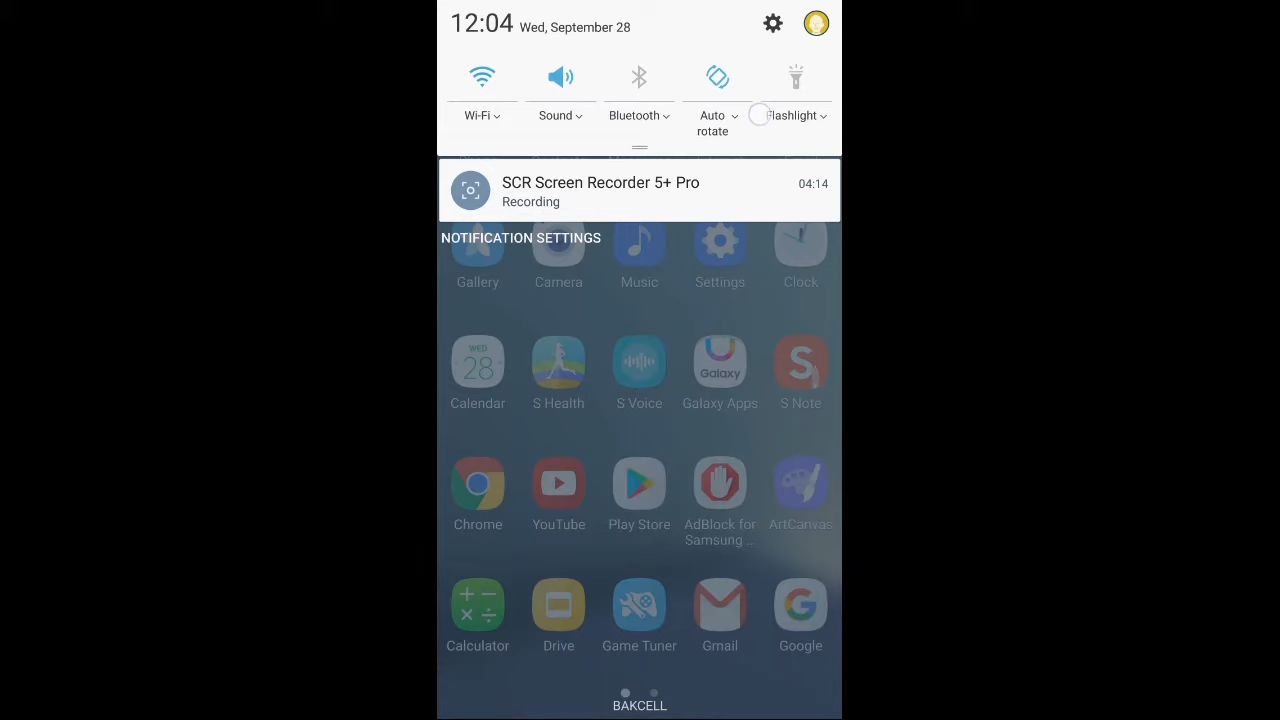 12:04 Wed, September 28
Wi-Fi Sound Bluetooth Auto rotate Flashlight
SCR Screen Recorder 5+ Pro 04:14
Recording
NOTIFICATION SETTINGS
Gallery Camera Music Settings Clock
WED
28
Galaxy
S
Calendar S Health S Voice Galaxy Apps S Note
Chrome YouTube Play Store AdBlock for Samsung ... ArtCanvas
Calculator Drive Game Tuner Gmail Google
BAKCELL